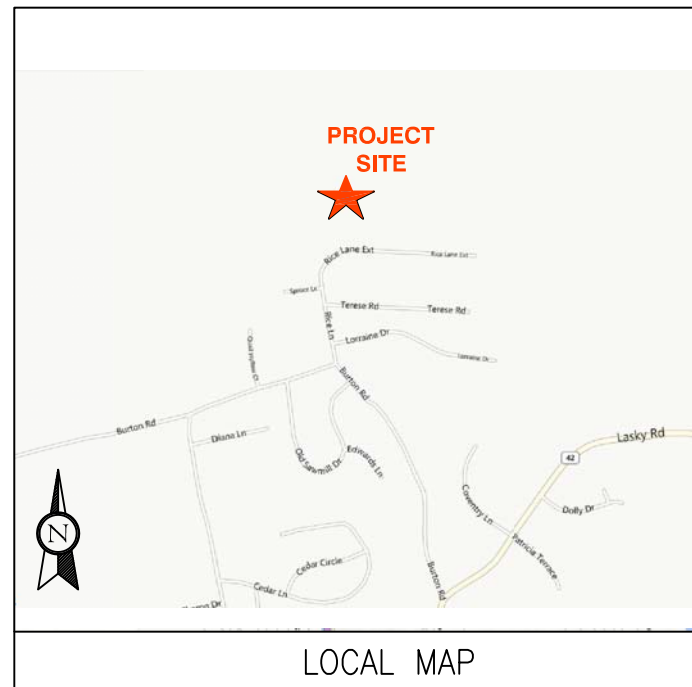 PROJECT
SITE
Rice Lane Ext
Rice Lane Ext
Spruce Ln
Terese Rd
Terese Rd
Rice Ln
Lorraine Dr
Lorraine Dr
Burton Rd
Burton Rd
Diana Ln
Old Sawmill Dr
Edwards Ln
Lasky Rd
42
Coventry Ln
Dolly Dr
Patricia Terrace
N
Cedar Circle
Cedar Ln
Burton Rd
Dr
LOCAL MAP